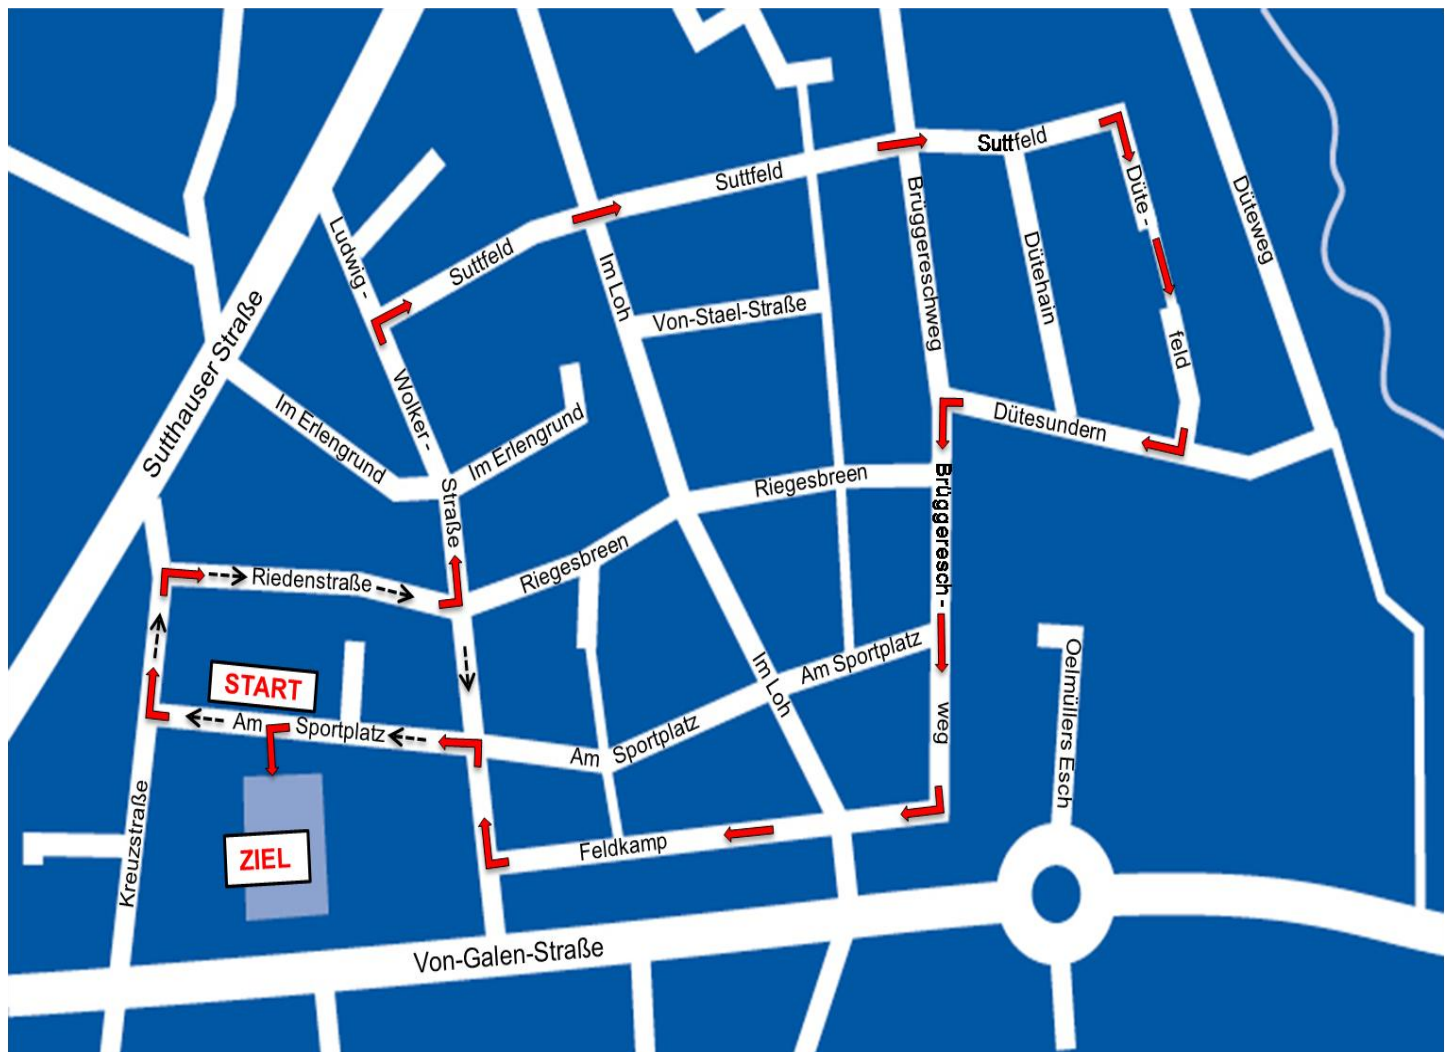 Suttfeld
Suttfeld
Düte -
Düteweg
Ludwig -
Suttfeld
Im Loh
Brüggereschweg
Dütehain
Von-Stael-Straße
feld
Sutthauser Straße
Wolker -
Im Erlengrund
Im Erlengrund
Dütesundern
Straße
Riegesbreen
Brüggeresch -
Riegesbreen
Riedenstraße
Am Sportplatz
Im Loh
Oelmüllers Esch
START
Am Sportplatz
Am Sportplatz
weg
Kreuzstraße
ZIEL
Feldkamp
Von-Galen-Straße